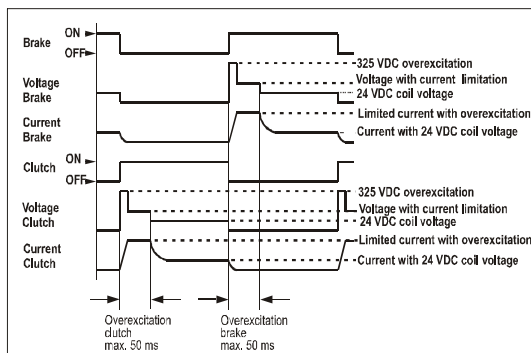 Brake ON
OFF
325 VDC overexcitation
Voltage Brake
Voltage with current limitation
24 VDC coil voltage
Limited current with overexcitation
Current Brake
Current with 24 VDC coil voltage
Clutch ON
OFF
325 VDC overexcitation
Voltage Clutch
Voltage with current limitation
24 VDC coil voltage
Limited current with overexcitation
Current Clutch
Current with 24 VDC coil voltage
Overexcitation clutch max. 50 ms
Overexcitation brake max. 50 ms